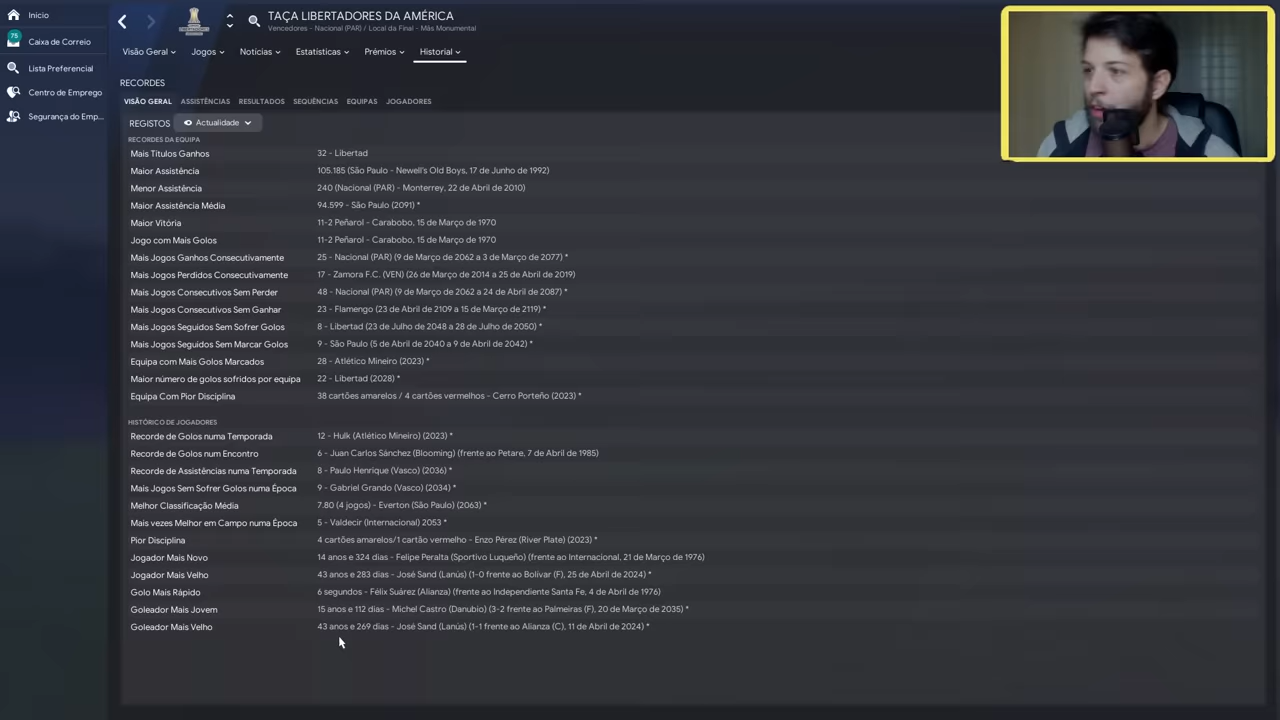 Início
TAÇA LIBERTADORES DA AMÉRICA
Vencedores - Nacional (PAR) / Local da Final - Mâs Monumental
75
Caixa de Correio
Lista Preferencial
Centro de Emprego
Segurança do Emp...
Visão Geral
Jogos
Notícias
Estatísticas
Prémios
Historial
RECORDES
VISÃO GERAL
ASSISTÊNCIAS
RESULTADOS
SEQUÊNCIAS
EQUIPAS
JOGADORES
REGISTOS
Actualidade
RECORDES DA EQUIPA
Mais Títulos Ganhos 32 - Libertad
Maior Assistência 105.185 (São Paulo - Newell's Old Boys, 17 de Junho de 1992)
Menor Assistência 240 (Nacional (PAR) - Monterrey, 22 de Abril de 2010)
Maior Assistência Média 94.599 - São Paulo (2091) *
Maior Vitória 11-2 Peñarol - Carabobo, 15 de Março de 1970
Jogo com Mais Golos 11-2 Peñarol - Carabobo, 15 de Março de 1970
Mais Jogos Ganhos Consecutivamente 25 - Nacional (PAR) (9 de Março de 2062 a 3 de Março de 2077) *
Mais Jogos Perdidos Consecutivamente 17 - Zamora F.C. (VEN) (26 de Março de 2014 a 25 de Abril de 2019)
Mais Jogos Consecutivos Sem Perder 48 - Nacional (PAR) (9 de Março de 2062 a 24 de Abril de 2087) *
Mais Jogos Consecutivos Sem Ganhar 23 - Flamengo (23 de Abril de 2109 a 15 de Março de 2119) *
Mais Jogos Seguidos Sem Sofrer Golos 8 - Libertad (23 de Julho de 2048 a 28 de Julho de 2050) *
Mais Jogos Seguidos Sem Marcar Golos 9 - São Paulo (5 de Abril de 2040 a 9 de Abril de 2042) *
Equipa com Mais Golos Marcados 28 - Atlético Mineiro (2023) *
Maior número de golos sofridos por equipa 22 - Libertad (2028) *
Equipa Com Pior Disciplina 38 cartões amarelos / 4 cartões vermelhos - Cerro Porteño (2023) *
HISTÓRICO DE JOGADORES
Recorde de Golos numa Temporada 12 - Hulk (Atlético Mineiro) (2023) *
Recorde de Golos num Encontro 6 - Juan Carlos Sánchez (Blooming) (frente ao Petare, 7 de Abril de 1985)
Recorde de Assistências numa Temporada 8 - Paulo Henrique (Vasco) (2036) *
Mais Jogos Sem Sofrer Golos numa Época 9 - Gabriel Grando (Vasco) (2034) *
Melhor Classificação Média 7.80 (4 jogos) - Everton (São Paulo) (2063) *
Mais vezes Melhor em Campo numa Época 5 - Valdecir (Internacional) 2053 *
Pior Disciplina 4 cartões amarelos/1 cartão vermelho - Enzo Pérez (River Plate) (2023) *
Jogador Mais Novo 14 anos e 324 dias - Felipe Peralta (Sportivo Luqueño) (frente ao Internacional, 21 de Março de 1976)
Jogador Mais Velho 43 anos e 283 dias - José Sand (Lanús) (1-0 frente ao Bolívar (F), 25 de Abril de 2024) *
Golo Mais Rápido 6 segundos - Félix Suárez (Alianza) (frente ao Independiente Santa Fe, 4 de Abril de 1976)
Goleador Mais Jovem 15 anos e 112 dias - Michel Castro (Danubio) (3-2 frente ao Palmeiras (F), 20 de Março de 2035) *
Goleador Mais Velho 43 anos e 269 dias - José Sand (Lanús) (1-1 frente ao Alianza (C), 11 de Abril de 2024) *